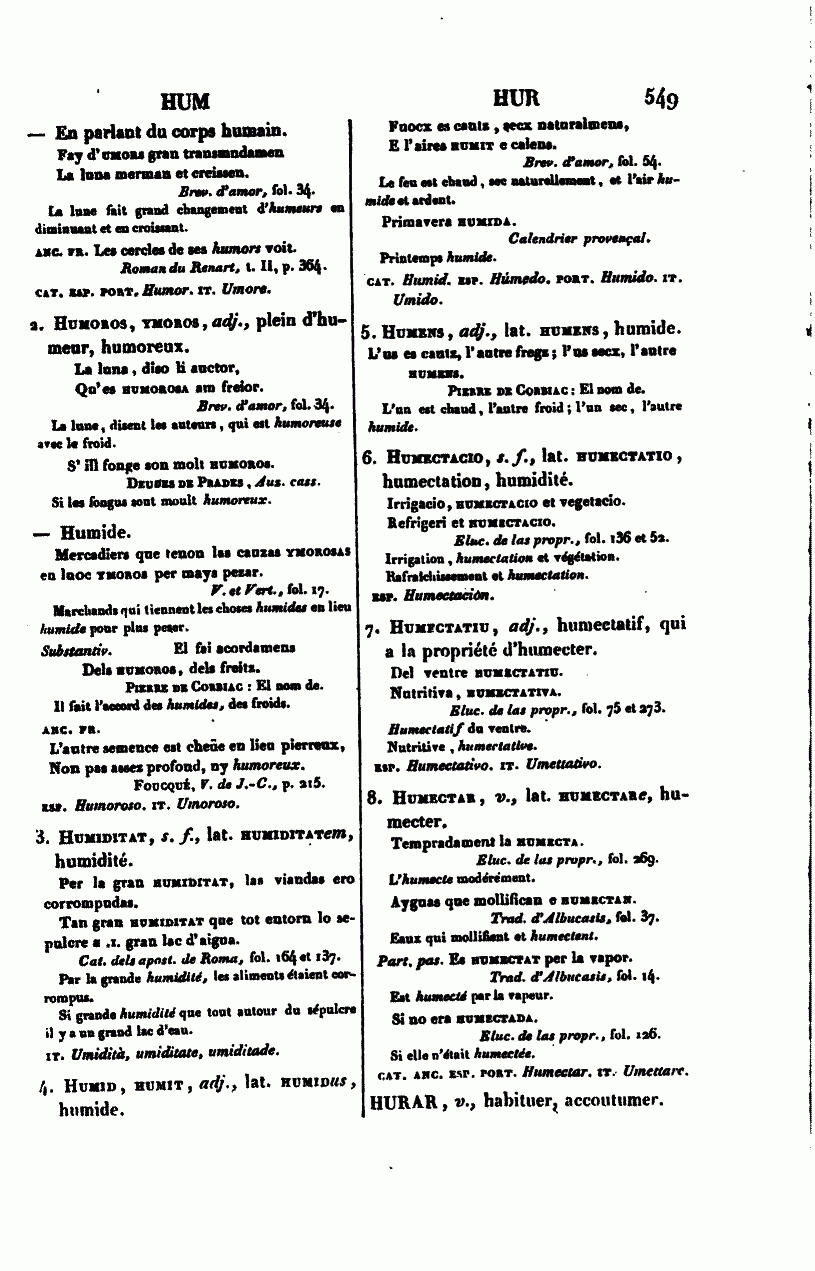 HUM
HUR 549
— En parlant du corps humain.
Fay d'UMORS gran transmudamen
La luna merman et creissen.
Brev. d'amor, fol. 34.
La lune fait grand changement d'humeurs en
diminuant et en croissant.
ANC. FR. Les cercles de ses humors voit.
Roman du Renart, t. II, p. 364.
CAT. ESP. PORT. Humor. IT. Umore.
2. HUMOROS, YMOROS, adj., plein d'hu-
meur, humoreux.
La luna, diso li auctor,
Qu'es HUMOROSA am freior.
Brev. d'amor, fol. 34.
La lune, disent les auteurs, qui est humoreuse
avec le froid.
S' ill fonge son molt HUMOROS.
DEUDES DE PRADES, Aus. cass.
Si les fongus sont moult humoreux.
— Humide.
Mercadiers que tenon las cauzas YMOROSAS
en luoc YMOROS per mays pezar.
V. et Vert., fol. 17.
Marchands qui tiennent les choses humides en lieu
humide pour plus peser.
Substantiv. El fai acordamens
Dels HUMOROS, dels freitz.
PIERRE DE CORBIAC : El nom de.
Il fait l'accord des humides, des froids.
ANC. FR.
L'autre semence est cheüe en lieu pierreux,
Non pas assez profond, ny humoreux.
FOUCQUÉ, V. de J.-C., p. 215.
ESP. Humoroso. IT. Umoroso.
3. HUMIDITAT, s. f., lat. HUMIDITATem,
humidité.
Per la gran HUMIDITAT, las viandas ero
corrompudas.
Tan gran HUMIDITAT que tot entorn lo se-
pulcre a .I. gran lac d'aigua.
Cat. dels apost. de Roma, fol. 164 et 137.
Par la grande humidité, les aliments étaient cor-
rompus.
Si grande humidité que tout autour du sépulcre
il y a un grand lac d'eau.
IT. Umidità, umiditate, umiditade.
4. HUMID, HUMIT, adj., lat. HUMIDus,
humide.
Fuocx es cautz, secx naturalmens,
E l'aires HUMIT e calens.
Brev. d'amor, fol. 54.
Le feu est chaud, sec naturellement, et l'air hu-
mide et ardent.
Primavera HUMIDA.
Calendrier provençal.
Printemps humide.
CAT. Humid. ESP. Húmedo. PORT. Humido. IT.
Umido.
5. HUMENS, adj., lat. HUMENS, humide.
L'us es cautz, l'autre fregz; l'us secx, l'autre
HUMENS.
PIERRE DE CORBIAC : El nom de.
L'un est chaud, l'autre froid; l'un sec, l'autre
humide.
6. HUMECTACIO, s. f., lat. HUMECTATIO,
humectation, humidité.
Irrigacio, HUMECTACIO et vegetacio.
Refrigeri et HUMECTACIO.
Eluc. de las propr., fol. 136 et 52.
Irrigation, humectation et végétation.
Rafraîchissement et humectation.
ESP. Humectación.
7. HUMECTATIU, adj., humectatif, qui
a la propriété d'humecter.
Del ventre HUMECTATIU.
Nutritiva, HUMECTATIVA.
Eluc. de las propr., fol. 75 et 273.
Humectatif du ventre.
Nutritive, humectative.
ESP. Humectativo. IT. Umettativo.
8. HUMECTAR, v., lat. HUMECTARe, hu-
mecter.
Tempradament la HUMECTA.
Eluc. de las propr., fol. 269.
L'humecte modérément.
Ayguas que mollifican e HUMECTAN.
Trad. d'Albucasis, fol. 37.
Eaux qui mollifient et humectent.
Part. pas. Es HUMECTAT per la vapor.
Trad. d'Albucasis, fol. 14.
Est humecté par la vapeur.
Si no era HUMECTADA.
Eluc. de las propr., fol. 126.
Si elle n'était humectée.
CAT. ANC. ESP. PORT. Humectar. IT. Umettare.
HURAR, v., habituer, accoutumer.